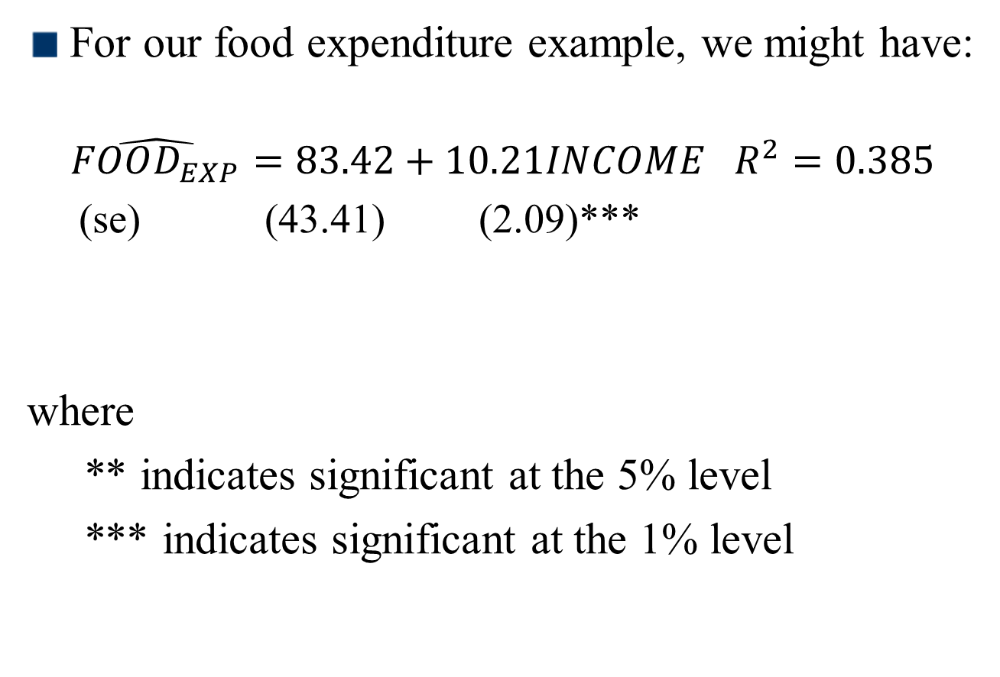 ■ For our food expenditure example, we might have:
$\widehat{FOOD}_{EXP} = 83.42 + 10.21INCOME \quad R^2 = 0.385$
(se) (43.41) (2.09)***
where
** indicates significant at the 5% level
*** indicates significant at the 1% level